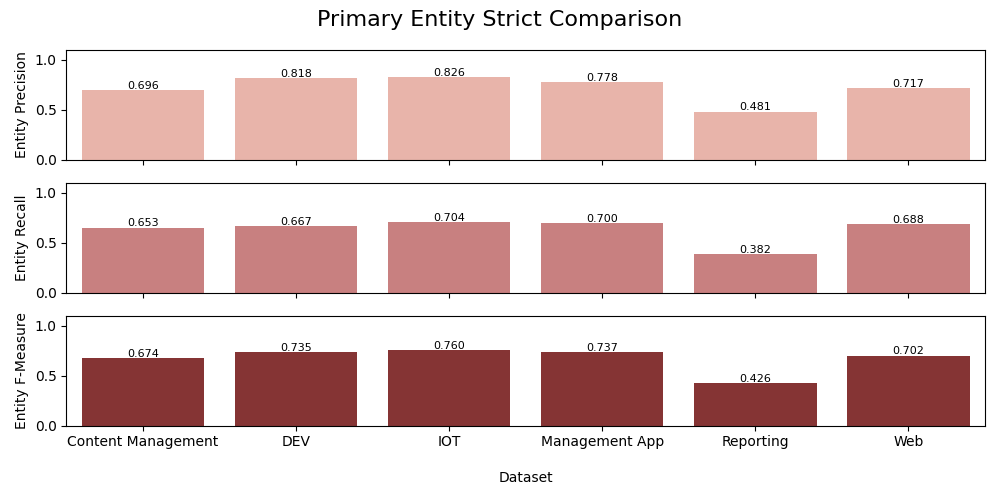 Primary Entity Strict Comparison
Entity Precision
1.0
0.5
0.0
0.696
0.818
0.826
0.778
0.481
0.717
Entity Recall
1.0
0.5
0.0
0.653
0.667
0.704
0.700
0.382
0.688
Entity F-Measure
1.0
0.5
0.0
0.674
0.735
0.760
0.737
0.426
0.702
Content Management
DEV
IOT
Management App
Reporting
Web
Dataset